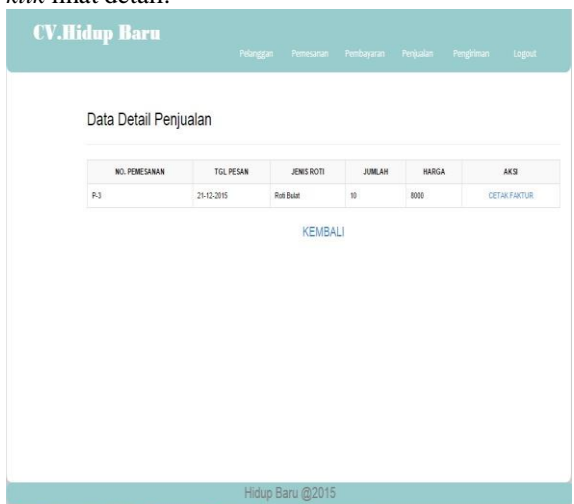 klik lihat detail.
CV.Hidup Baru
Pelanggan Pemesanan Pembayaran Penjualan Pengiriman Logout
Data Detail Penjualan
NO. PEMESANAN TGL PESAN JENIS ROTI JUMLAH HARGA AKSI
P-3 21-12-2015 Roti Bulat 10 8000 CETAK FAKTUR
KEMBALI
Hidup Baru @2015